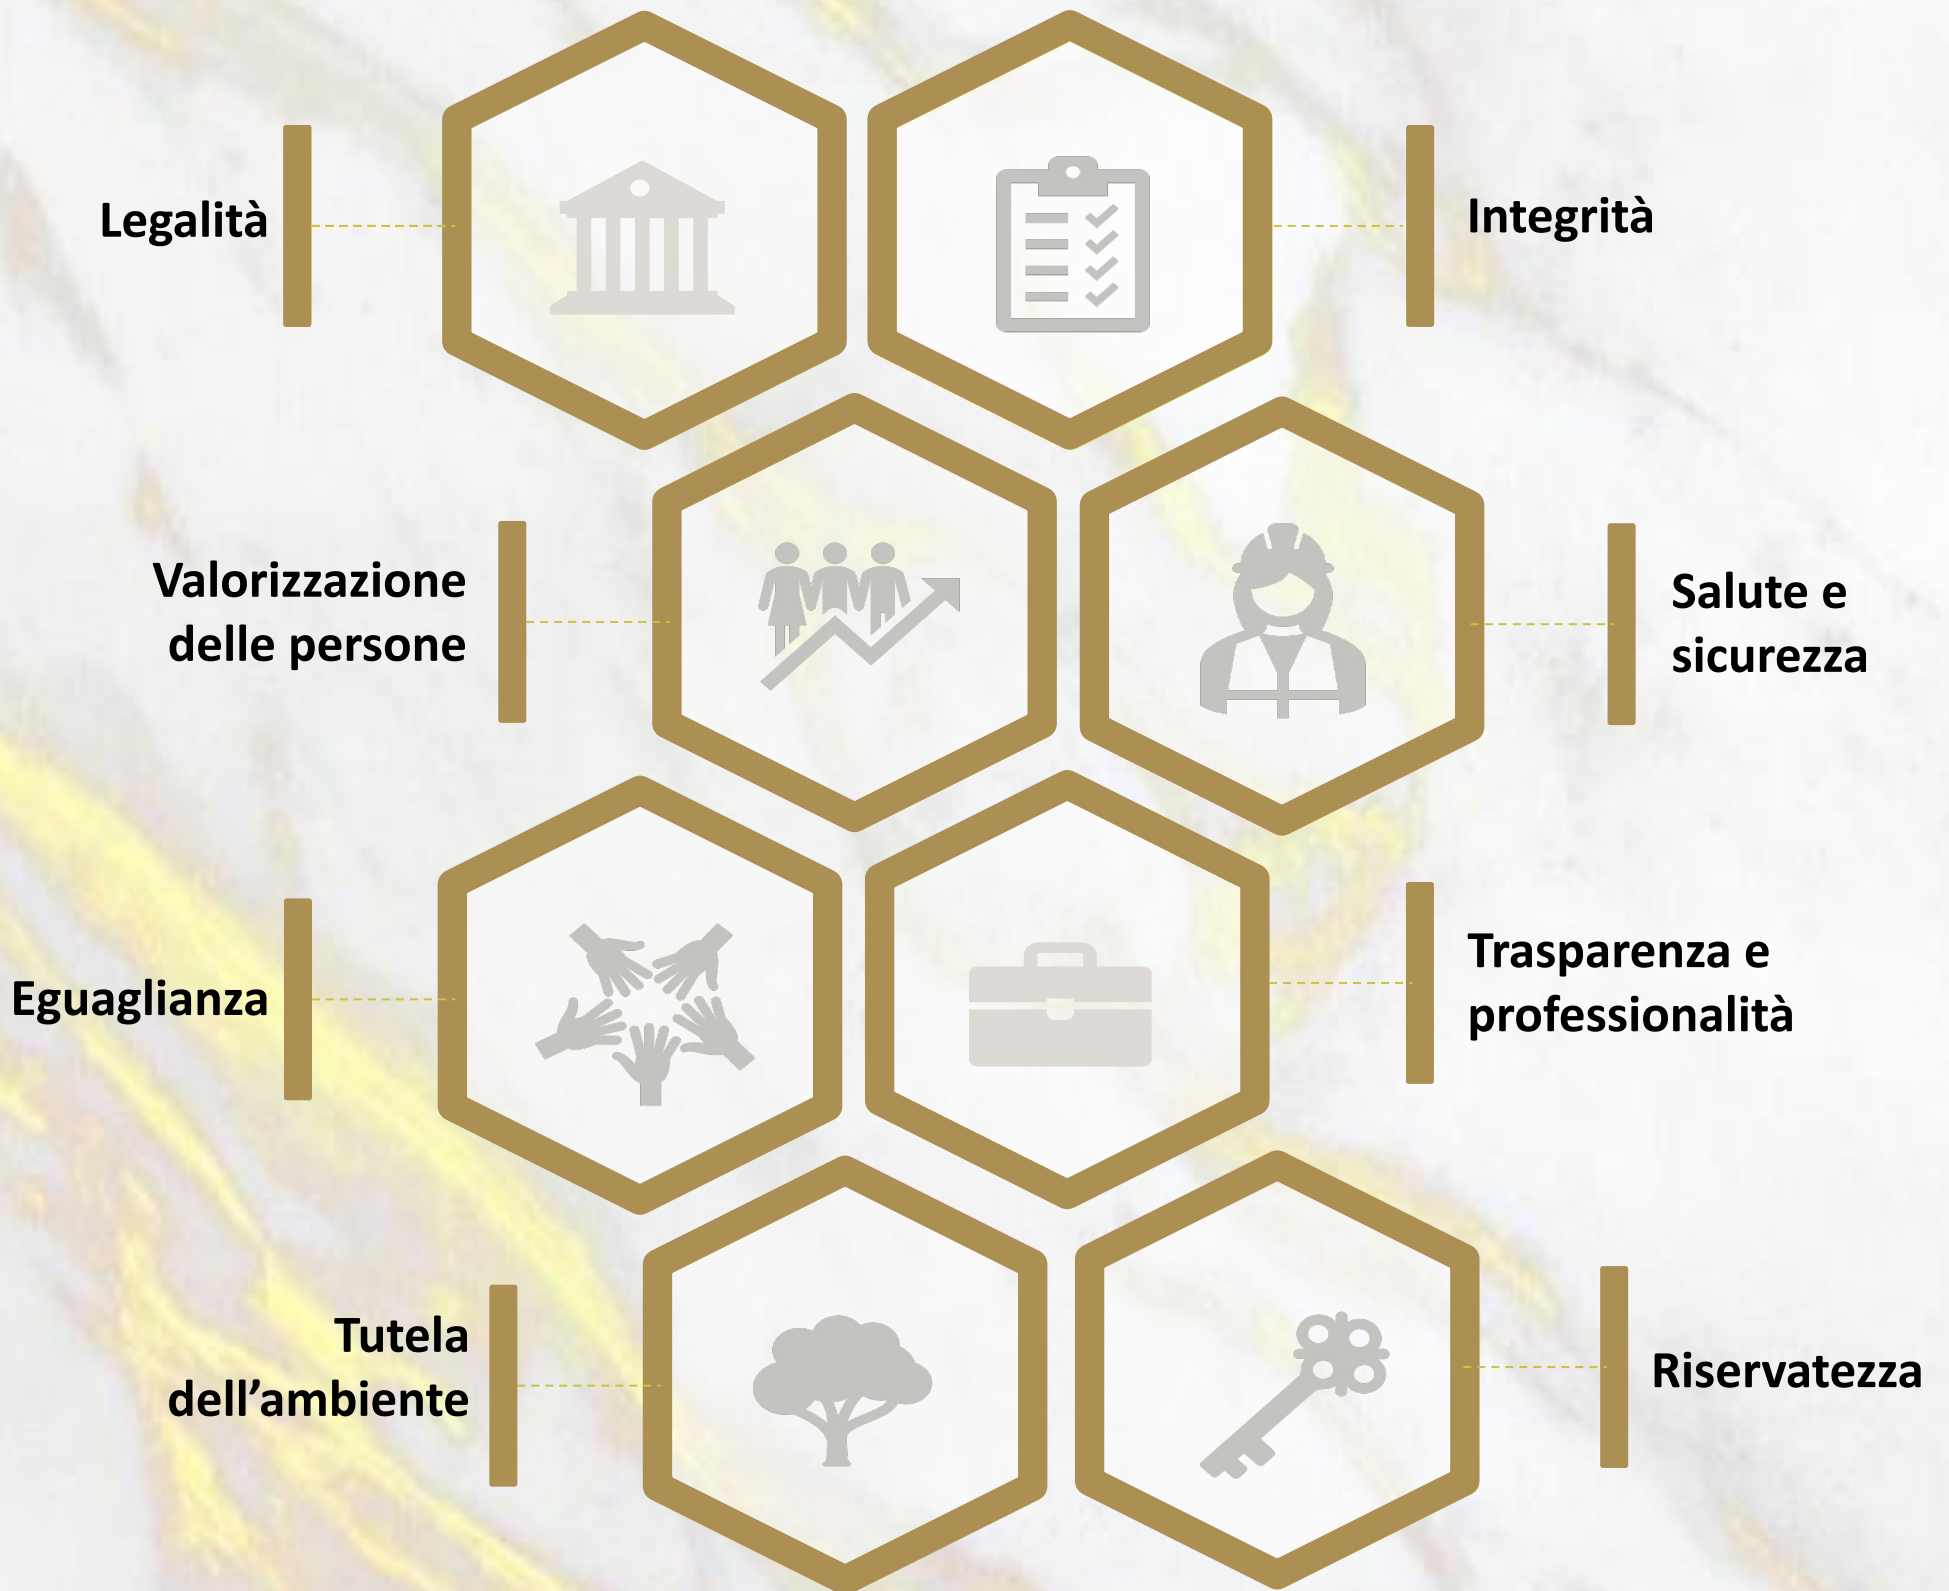 Legalità
Integrità
Valorizzazione
delle persone
Salute e
sicurezza
Eguaglianza
Trasparenza e
professionalità
Tutela
dell’ambiente
Riservatezza